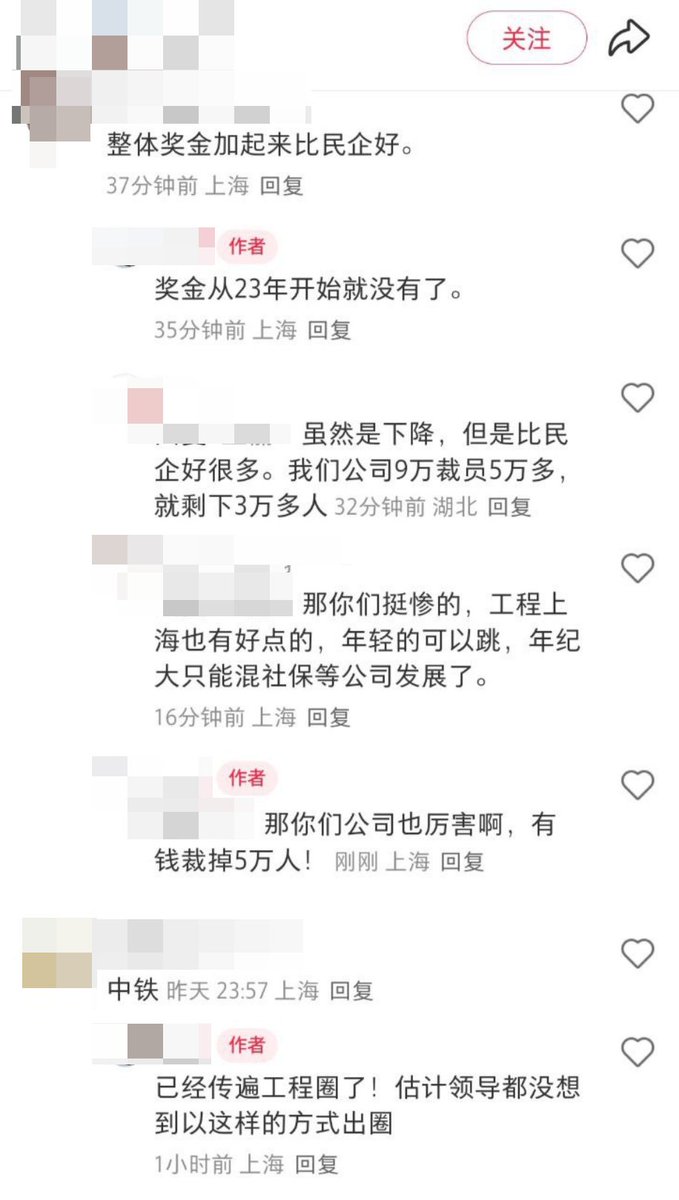 关注
整体奖金加起来比民企好。
37分钟前 上海 回复
作者
奖金从23年开始就没有了。
35分钟前 上海 回复
虽然是下降，但是比民
企好很多。我们公司9万裁员5万多，
就剩下3万多人 32分钟前 湖北 回复
那你们挺惨的，工程上
海也有好点的，年轻的可以跳，年纪
大只能混社保等公司发展了。
16分钟前 上海 回复
作者
那你们公司也厉害啊，有
钱裁掉5万人！ 刚刚 上海 回复
中铁 昨天 23:57 上海 回复
作者
已经传遍工程圈了！估计领导都没想
到以这样的方式出圈
1小时前 上海 回复